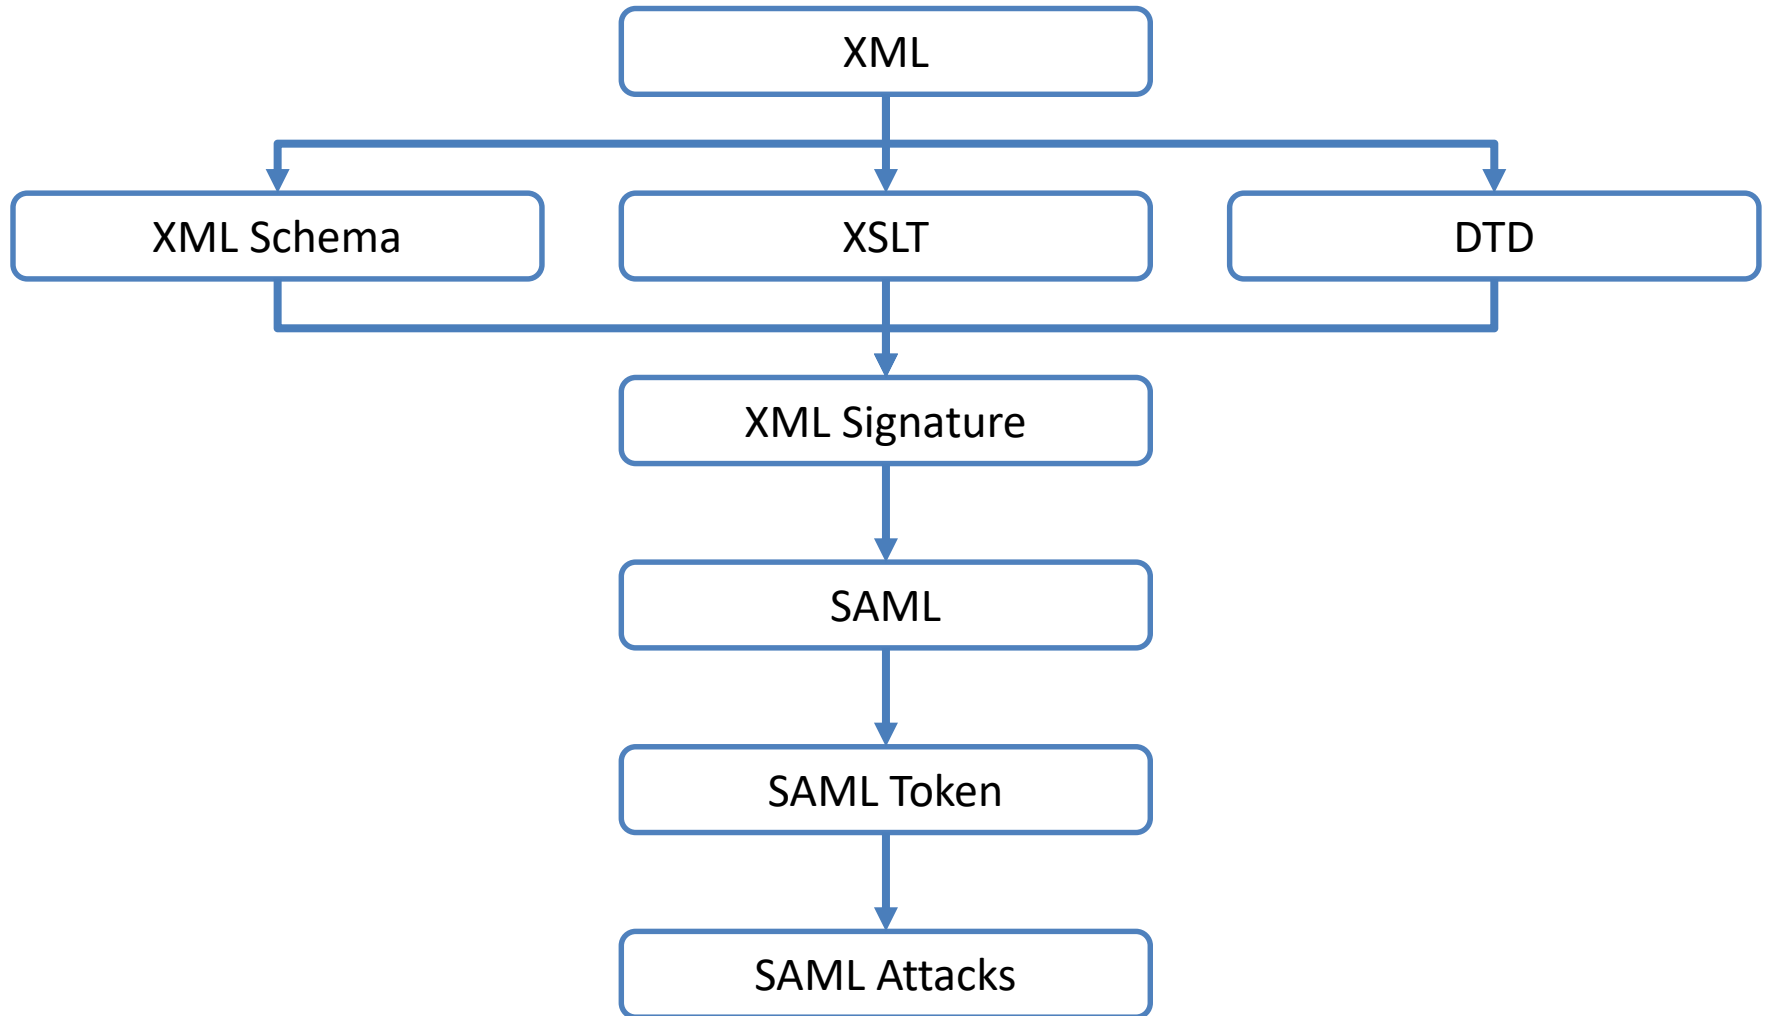 XML
XML Schema
XSLT
DTD
XML Signature
SAML
SAML Token
SAML Attacks